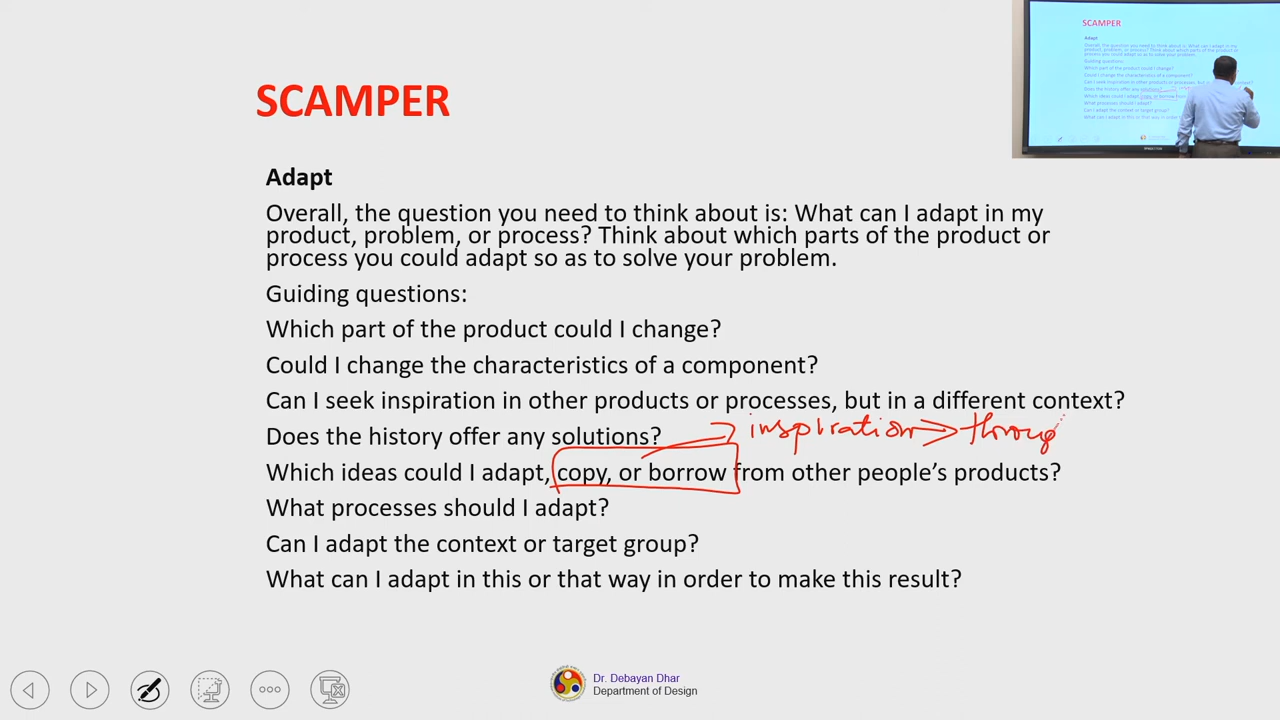 SCAMPER
Adapt
Overall, the question you need to think about is: What can I adapt in my
product, problem, or process? Think about which parts of the product or
process you could adapt so as to solve your problem.
Guiding questions:
Which part of the product could I change?
Could I change the characteristics of a component?
Can I seek inspiration in other products or processes, but in a different context?
inspiration → throug
Does the history offer any solutions?
Which ideas could I adapt, copy, or borrow from other people's products?
What processes should I adapt?
Can I adapt the context or target group?
What can I adapt in this or that way in order to make this result?
Dr. Debayan Dhar
Department of Design
SCAMPER
Adapt